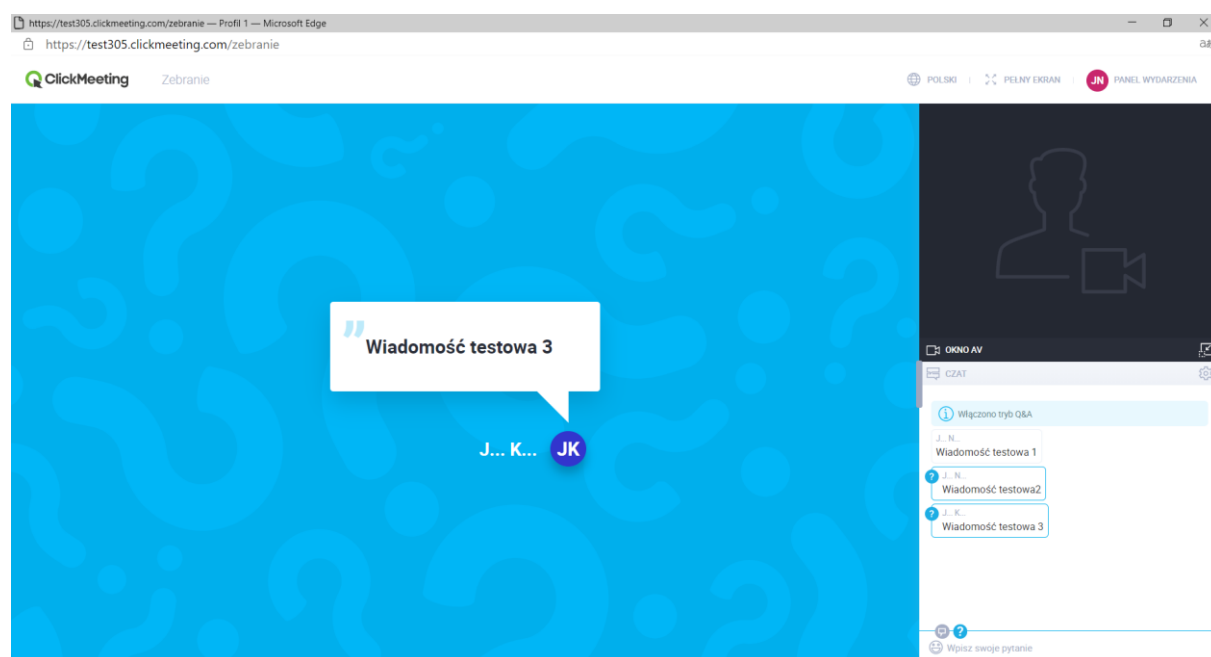 https://test305.clickmeeting.com/zebranie — Profil 1 — Microsoft Edge
https://test305.clickmeeting.com/zebranie
ClickMeeting Zebranie POLSKI PEŁNY EKRAN JN PANEL WYDARZENIA
Wiadomość testowa 3
J... K... JK
OKNO AV
CZAT
Włączono tryb Q&A
J... N...
Wiadomość testowa 1
J... N...
Wiadomość testowa2
J... K...
Wiadomość testowa 3
Wpisz swoje pytanie